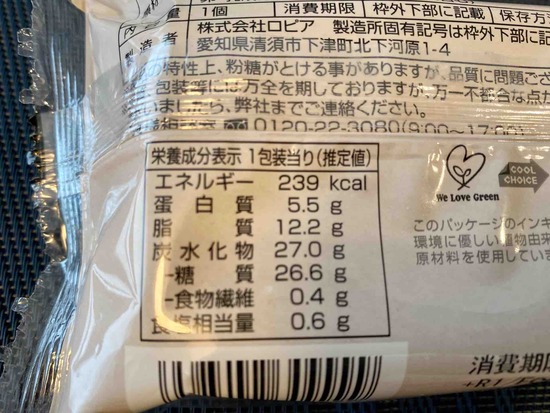 量 1個 消費期限 枠外下部に記載 保存方
製造者 株式会社ロピア 製造所固有記号は枠外下部に記
愛知県清須市下津町北下河原1-4
の特性上、粉糖がとける事がありますが、品質に問題ござ
包装等には万全を期しておりますが、万一不都合な点が
いましたら、弊社までご連絡ください。
0120-22-3080(9:00~17:00)
栄養成分表示 1包装当り(推定値)
エネルギー 239 kcal
蛋白質 5.5 g
脂質 12.2 g
炭水化物 27.0 g
-糖質 26.6 g
-食物繊維 0.4 g
食塩相当量 0.6 g
We Love Green
COOL CHOICE
このパッケージのインキ
環境に優しい植物由来
原材料を使用していま
消費期限